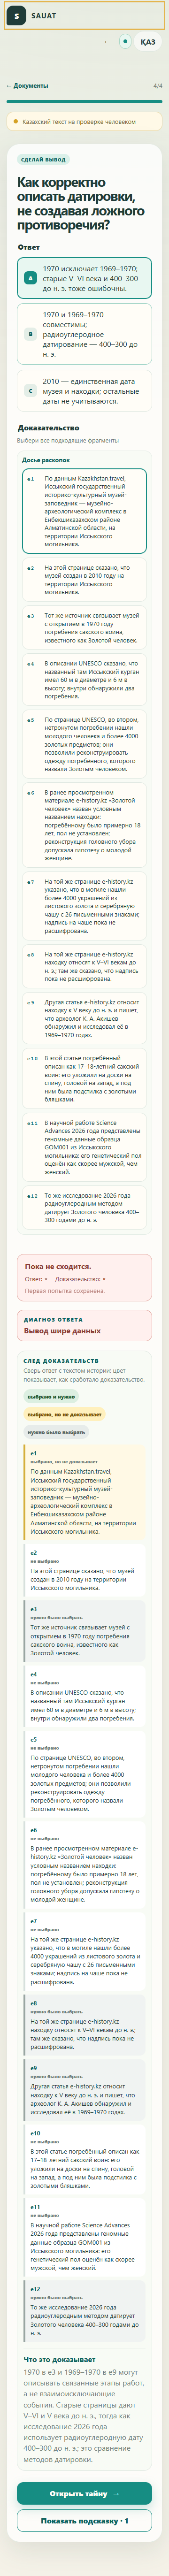 S SAUAT
← ҚАЗ
← Документы 4/4
Казахский текст на проверке человеком
СДЕЛАЙ ВЫВОД
Как корректно
описать датировки,
не создавая ложного
противоречия?
Ответ
A 1970 исключает 1969–1970;
старые V–VI века и 400–300
до н. э. тоже ошибочны.
B 1970 и 1969–1970
совместимы;
радиоуглеродное
датирование — 400–300 до
н. э.
C 2010 — единственная дата
музея и находки; остальные
даты не учитываются.
Доказательство
Выбери все подходящие фрагменты
Досье раскопок
e1 По данным Kazakhstan.travel,
Иссыкский государственный
историко-культурный музей-
заповедник — музейно-
археологический комплекс в
Енбекшиказахском районе
Алматинской области, на
территории Иссыкского
могильника.
e2 На этой странице сказано, что
музей создан в 2010 году на
территории Иссыкского
могильника.
e3 Тот же источник связывает музей
с открытием в 1970 году
погребения сакского воина,
известного как Золотой человек.
e4 В описании UNESCO сказано, что
названный там Иссыкский курган
имел 60 м в диаметре и 6 м в
высоту; внутри обнаружили два
погребения.
e5 По странице UNESCO, во втором,
нетронутом погребении нашли
молодого человека и более 4000
золотых предметов; они
позволили реконструировать
одежду погребённого, которого
назвали Золотым человеком.
e6 В ранее просмотренном
материале e-history.kz «Золотой
человек» назван условным
названием находки:
погребённому было примерно 18
лет, пол не установлен;
реконструкция головного убора
допускала гипотезу о молодой
женщине.
e7 На той же странице e-history.kz
указано, что в могиле нашли
более 4000 украшений из
листового золота и серебряную
чашу с 26 письменными знаками;
надпись на чаше пока не
расшифрована.
e8 На той же странице e-history.kz
находку относят к V–VI векам до
н. э.; там же сказано, что надпись
пока не расшифрована.
e9 Другая статья e-history.kz относит
находку к V веку до н. э. и пишет,
что археолог К. А. Акишев
обнаружил и исследовал её в
1969–1970 годах.
e10 В этой статье погребённый
описан как 17–18-летний сакский
воин: его уложили на доски на
спину, головой на запад, а под
ним была подстилка с золотыми
бляшками.
e11 В научной работе Science
Advances 2026 года представлены
геномные данные образца
GOM001 из Иссыкского
могильника: его генетический пол
оценён как скорее мужской, чем
женский.
e12 То же исследование 2026 года
радиоуглеродным методом
датирует Золотого человека 400–
300 годами до н. э.
Пока не сходится.
Ответ: × Доказательство: ×
Первая попытка сохранена.
ДИАГНОЗ ОТВЕТА
Вывод шире данных
СЛЕД ДОКАЗАТЕЛЬСТВ
Сверь ответ с текстом истории: цвет
показывает, как сработало доказательство.
выбрано и нужно
выбрано, но не доказывает
нужно было выбрать
e1
выбрано, но не доказывает
По данным Kazakhstan.travel,
Иссыкский государственный
историко-культурный музей-
заповедник — музейно-
археологический комплекс в
Енбекшиказахском районе
Алматинской области, на территории
Иссыкского могильника.
e2
не выбрано
На этой странице сказано, что музей
создан в 2010 году на территории
Иссыкского могильника.
e3
нужно было выбрать
Тот же источник связывает музей с
открытием в 1970 году погребения
сакского воина, известного как
Золотой человек.
e4
не выбрано
В описании UNESCO сказано, что
названный там Иссыкский курган
имел 60 м в диаметре и 6 м в высоту;
внутри обнаружили два погребения.
e5
не выбрано
По странице UNESCO, во втором,
нетронутом погребении нашли
молодого человека и более 4000
золотых предметов; они позволили
реконструировать одежду
погребённого, которого назвали
Золотым человеком.
e6
не выбрано
В ранее просмотренном материале e-
history.kz «Золотой человек» назван
условным названием находки:
погребённому было примерно 18 лет,
пол не установлен; реконструкция
головного убора допускала гипотезу о
молодой женщине.
e7
не выбрано
На той же странице e-history.kz
указано, что в могиле нашли более
4000 украшений из листового золота и
серебряную чашу с 26 письменными
знаками; надпись на чаше пока не
расшифрована.
e8
нужно было выбрать
На той же странице e-history.kz
находку относят к V–VI векам до н. э.;
там же сказано, что надпись пока не
расшифрована.
e9
нужно было выбрать
Другая статья e-history.kz относит
находку к V веку до н. э. и пишет, что
археолог К. А. Акишев обнаружил и
исследовал её в 1969–1970 годах.
e10
не выбрано
В этой статье погребённый описан как
17–18-летний сакский воин: его
уложили на доски на спину, головой
на запад, а под ним была подстилка с
золотыми бляшками.
e11
не выбрано
В научной работе Science Advances
2026 года представлены геномные
данные образца GOM001 из
Иссыкского могильника: его
генетический пол оценён как скорее
мужской, чем женский.
e12
нужно было выбрать
То же исследование 2026 года
радиоуглеродным методом датирует
Золотого человека 400–300 годами до
н. э.
Что это доказывает
1970 в e3 и 1969–1970 в e9 могут
описывать связанные этапы работ,
а не взаимоисключающие
события. Старые страницы дают
V–VI и V века до н. э., тогда как
исследование 2026 года
использует радиоуглеродную дату
400–300 до н. э.; это сравнение
методов датировки.
Открыть тайну →
Показать подсказку · 1